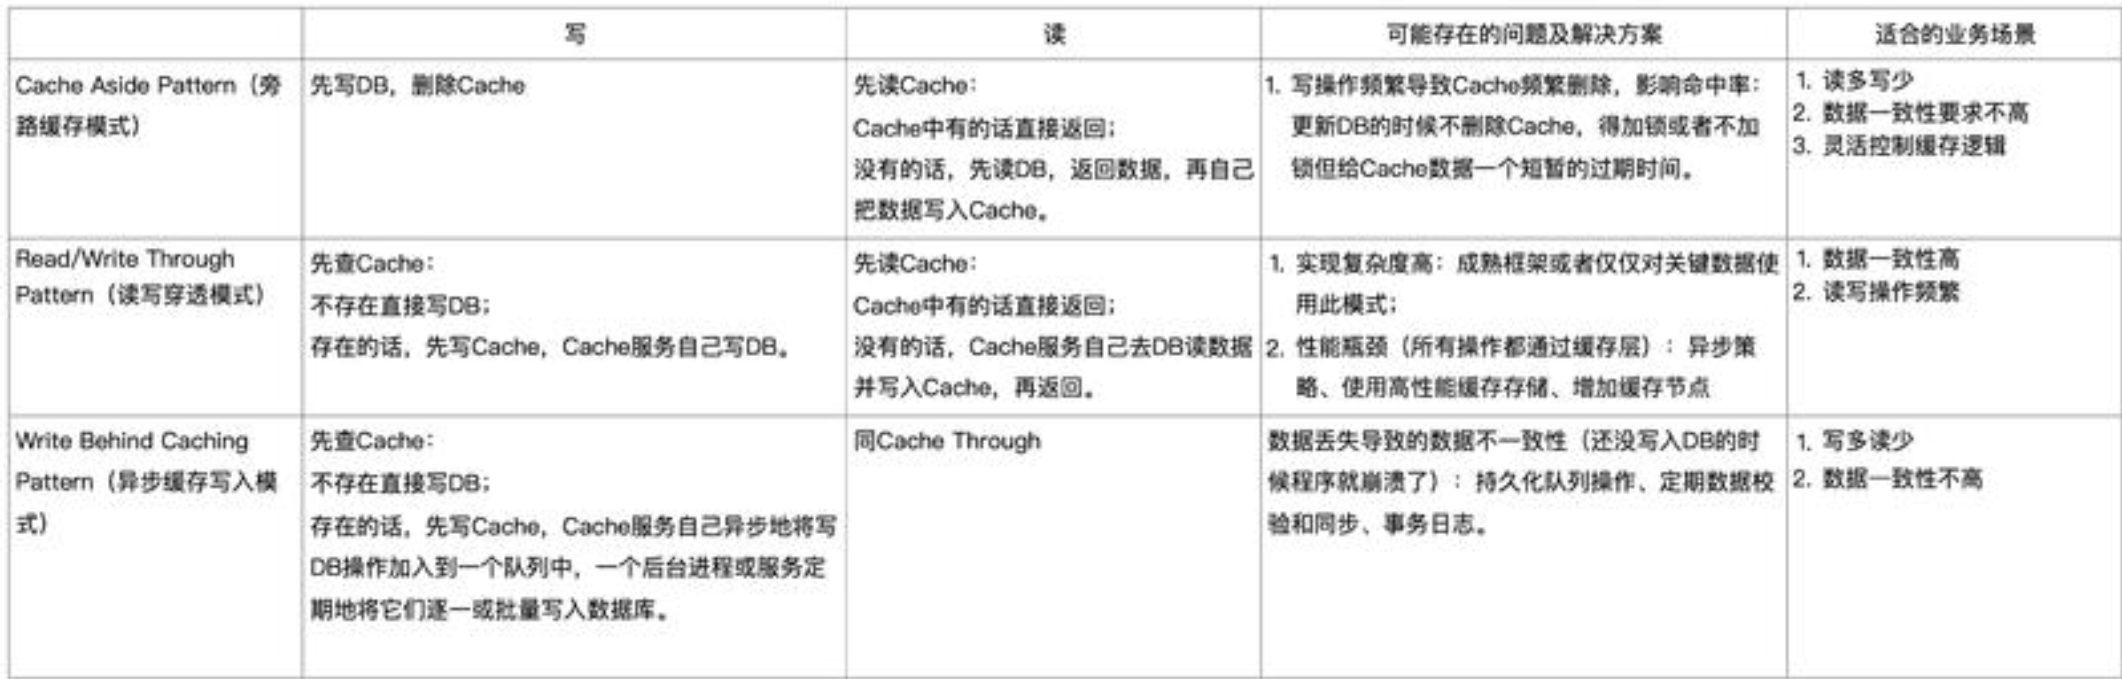 写
读
可能存在的问题及解决方案
适合的业务场景
Cache Aside Pattern（旁
路缓存模式）
先写DB，删除Cache
先读Cache：
Cache中有的话直接返回；
没有的话，先读DB，返回数据，再自己
把数据写入Cache。
1. 写操作频繁导致Cache频繁删除，影响命中率：
更新DB的时候不删除Cache，得加锁或者不加
锁但给Cache数据一个短暂的过期时间。
1. 读多写少
2. 数据一致性要求不高
3. 灵活控制缓存逻辑
Read/Write Through
Pattern（读写穿透模式）
先查Cache：
不存在直接写DB；
存在的话，先写Cache，Cache服务自己写DB。
先读Cache：
Cache中有的话直接返回；
没有的话，Cache服务自己去DB读数据
并写入Cache，再返回。
1. 实现复杂度高：成熟框架或者仅仅对关键数据使
用此模式；
2. 性能瓶颈（所有操作都通过缓存层）：异步策
略、使用高性能缓存存储、增加缓存节点
1. 数据一致性高
2. 读写操作频繁
Write Behind Caching
Pattern（异步缓存写入模
式）
先查Cache：
不存在直接写DB；
存在的话，先写Cache，Cache服务自己异步地将写
DB操作加入到一个队列中，一个后台进程或服务定
期地将它们逐一或批量写入数据库。
同Cache Through
数据丢失导致的数据不一致性（还没写入DB的时
候程序就崩溃了）：持久化队列操作、定期数据校
验和同步、事务日志。
1. 写多读少
2. 数据一致性不高